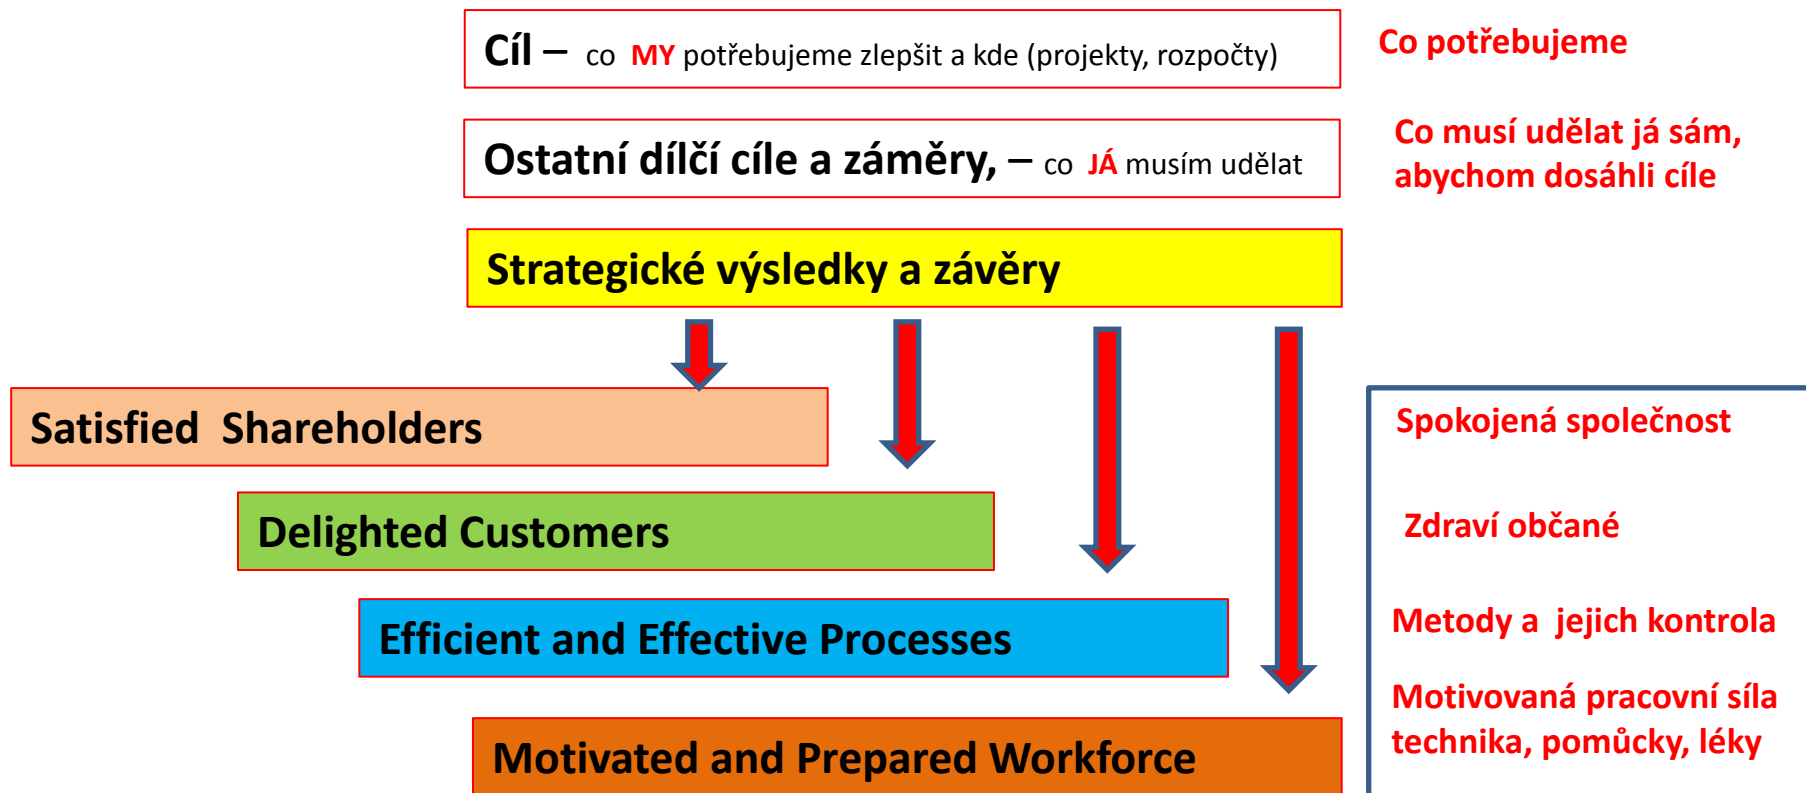 Cíl – co MY potřebujeme zlepšit a kde (projekty, rozpočty)
Co potřebujeme
Ostatní dílčí cíle a záměry, – co JÁ musím udělat
Co musí udělat já sám,
abychom dosáhli cíle
Strategické výsledky a závěry
Satisfied Shareholders
Spokojená společnost
Delighted Customers
Zdraví občané
Efficient and Effective Processes
Metody a jejich kontrola
Motivated and Prepared Workforce
Motivovaná pracovní síla
technika, pomůcky, léky